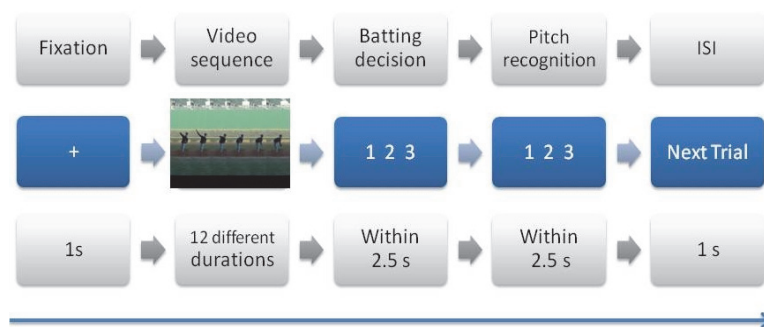 Fixation
Video
sequence
Batting
decision
Pitch
recognition
ISI
+
1 2 3
1 2 3
Next Trial
1s
12 different
durations
Within
2.5 s
Within
2.5 s
1 s